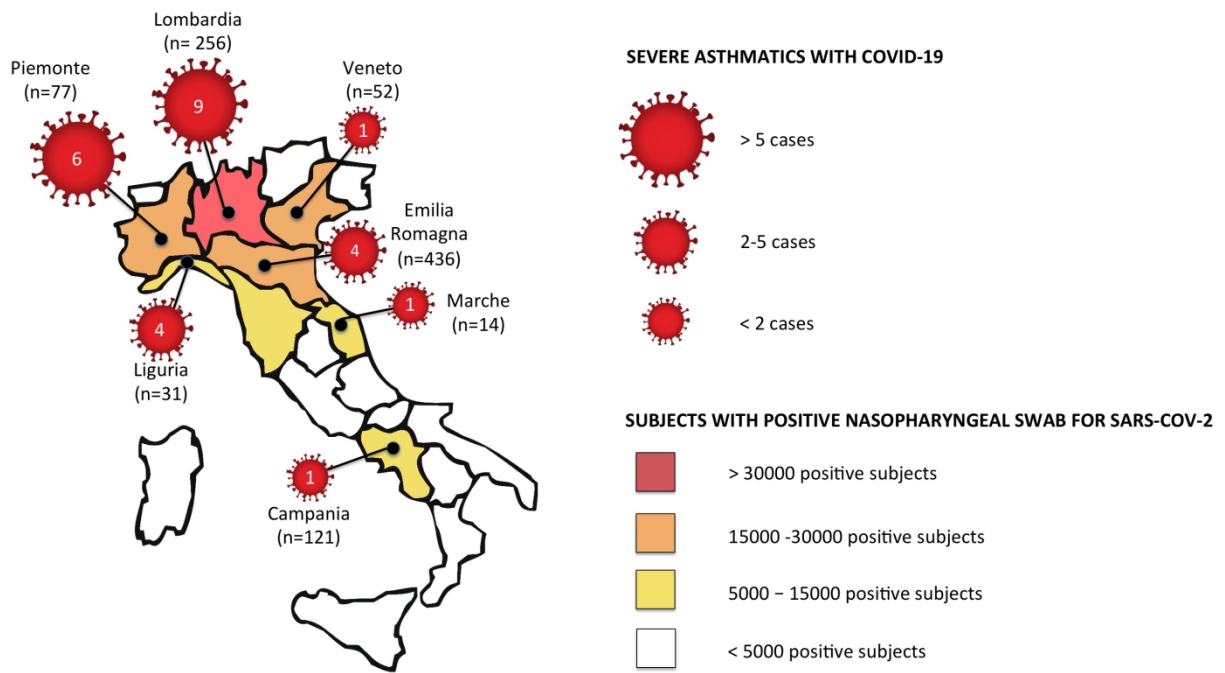 Lombardia
(n= 256)
Piemonte
(n=77)
Veneto
(n=52)
9
6
1
Emilia
Romagna
(n=436)
4
Marche
(n=14)
1
4
Liguria
(n=31)
1
Campania
(n=121)
SEVERE ASTHMATICS WITH COVID-19
> 5 cases
2-5 cases
< 2 cases
SUBJECTS WITH POSITIVE NASOPHARYNGEAL SWAB FOR SARS-COV-2
> 30000 positive subjects
15000 -30000 positive subjects
5000 – 15000 positive subjects
< 5000 positive subjects